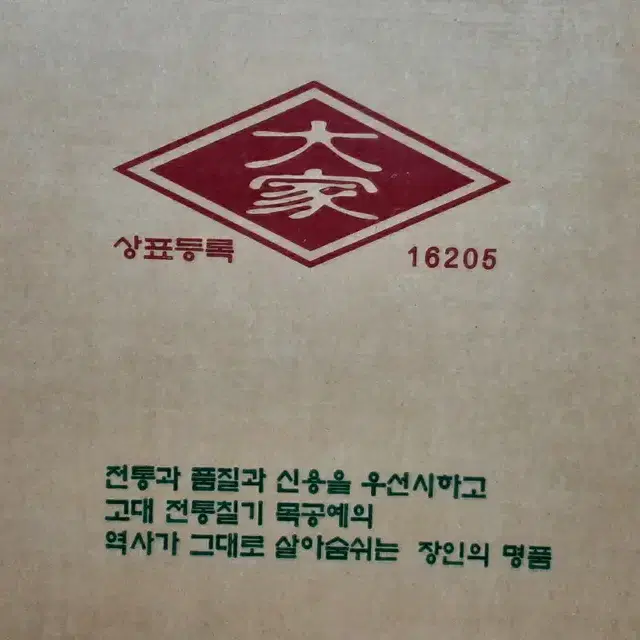 大
家
상표등록 16205
전통과 품질과 신용을 우선시하고
고대 전통칠기 목공예의
역사가 그대로 살아숨쉬는 장인의 명품